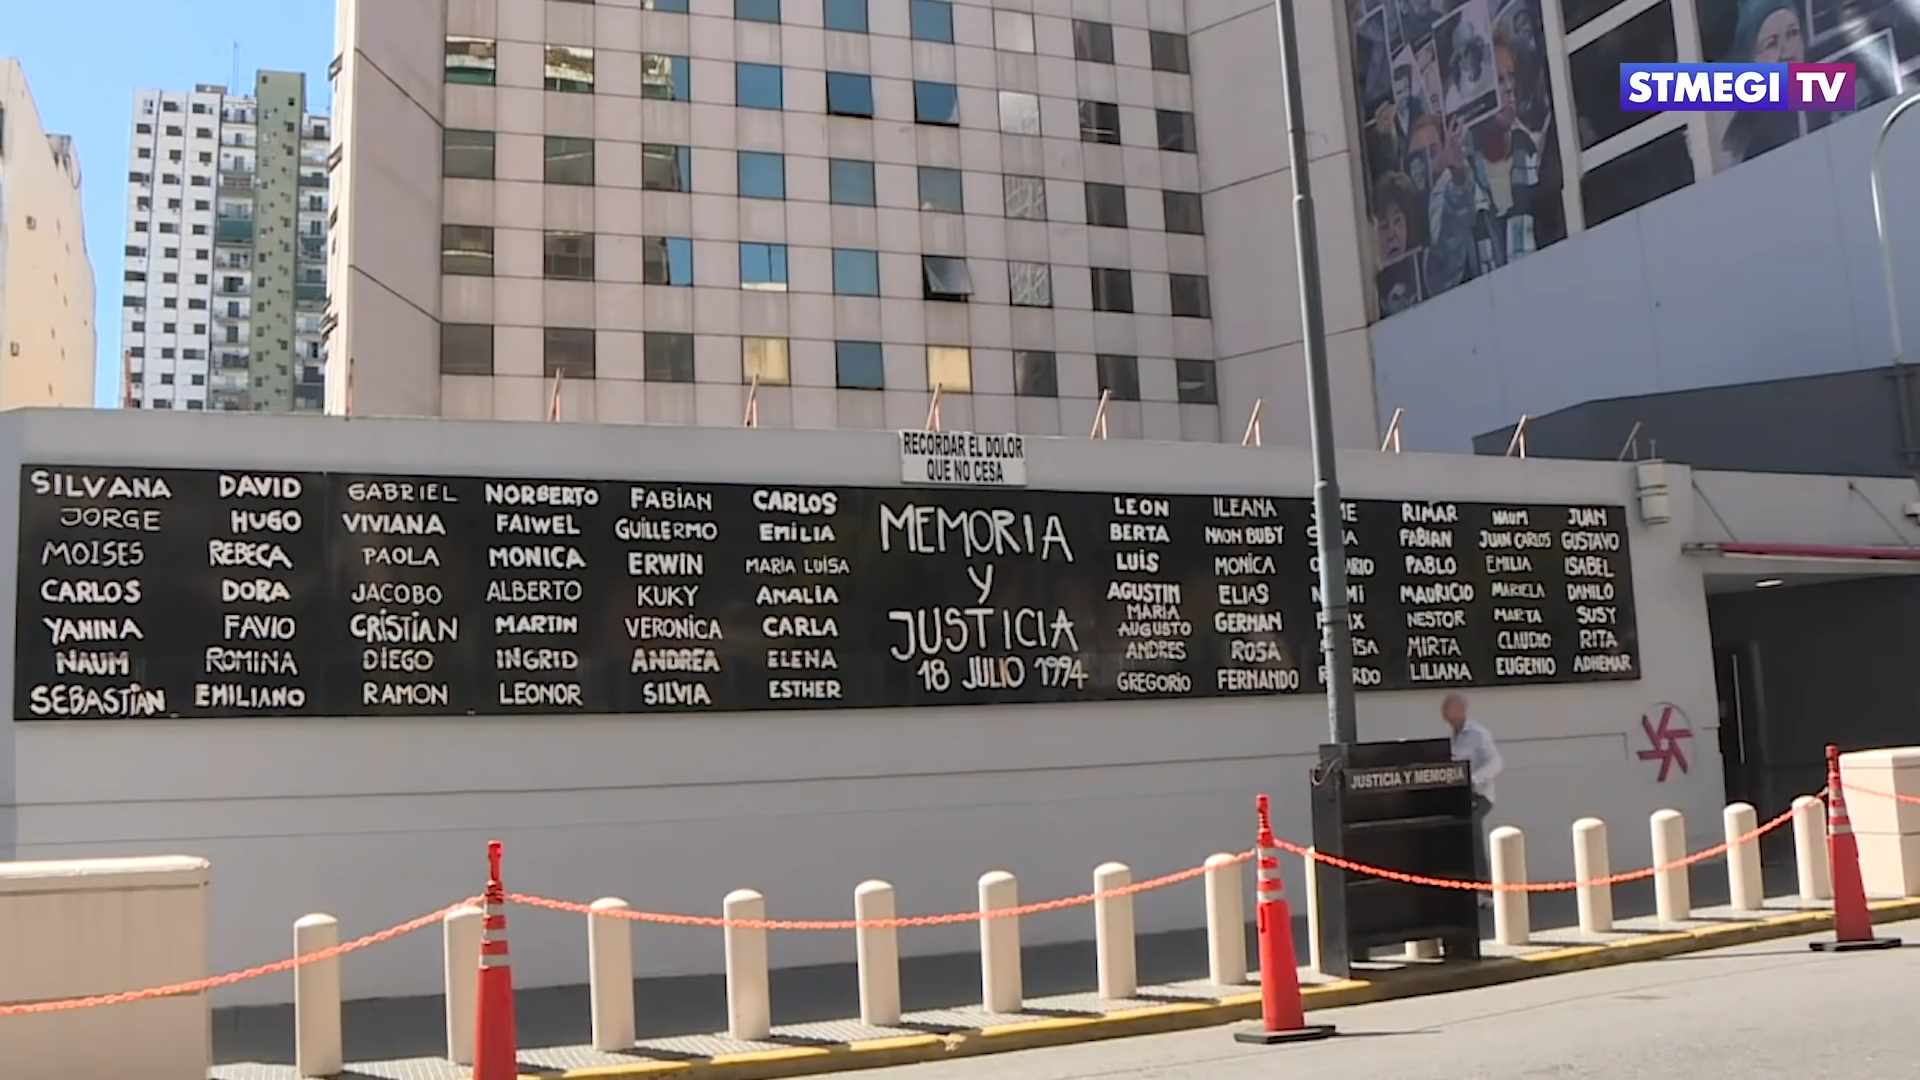 STMEGI TV
RECORDAR EL DOLOR
QUE NO CESA
SILVANA
JORGE
MOISES
CARLOS
YANINA
NAUM
SEBASTIAN
DAVID
HUGO
REBECA
DORA
FAVIO
ROMINA
EMILIANO
GABRIEL
VIVIANA
PAOLA
JACOBO
CRISTIAN
DIEGO
RAMON
NORBERTO
FAIWEL
MONICA
ALBERTO
MARTIN
INGRID
LEONOR
FABIAN
GUILLERMO
ERWIN
KUKY
VERONICA
ANDREA
SILVIA
CARLOS
EMILIA
MARIA LUISA
ANALIA
CARLA
ELENA
ESTHER
MEMORIA
Y
JUSTICIA
18 JULIO 1994
LEON
BERTA
LUIS
AGUSTIN
MARIA
AUGUSTO
ANDRES
GREGORIO
ILEANA
NAON BUBY
MONICA
ELIAS
GERMAN
ROSA
FERNANDO
RIMAR
FABIAN
PABLO
MAURICIO
NESTOR
MIRTA
LILIANA
NAUM
JUAN CARLOS
EMILIA
MARIELA
MARTA
CLAUDIO
EUGENIO
JUAN
GUSTAVO
ISABEL
DANILO
SUSY
RITA
ADHEMAR
JUSTICIA Y MEMORIA